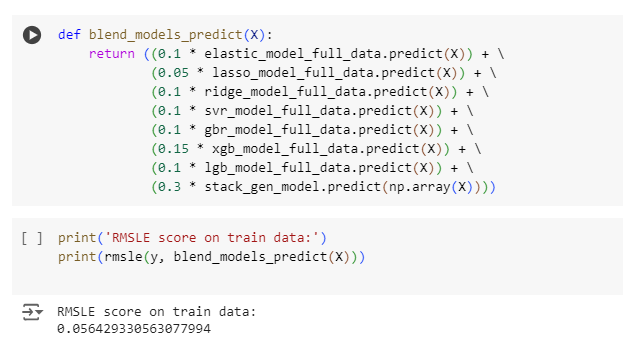 def blend_models_predict(X):
    return ((0.1 * elastic_model_full_data.predict(X)) + \
            (0.05 * lasso_model_full_data.predict(X)) + \
            (0.1 * ridge_model_full_data.predict(X)) + \
            (0.1 * svr_model_full_data.predict(X)) + \
            (0.1 * gbr_model_full_data.predict(X)) + \
            (0.15 * xgb_model_full_data.predict(X)) + \
            (0.1 * lgb_model_full_data.predict(X)) + \
            (0.3 * stack_gen_model.predict(np.array(X))))
[ ] print('RMSLE score on train data:')
print(rmsle(y, blend_models_predict(X)))
RMSLE score on train data:
0.056429330563077994